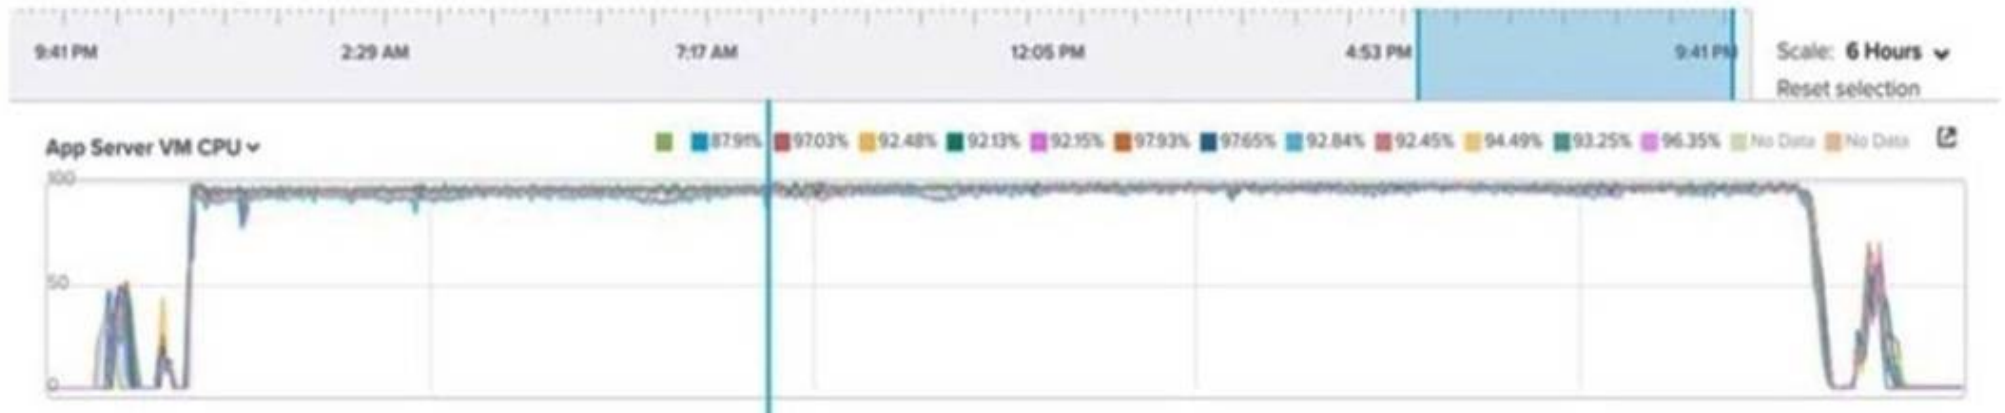 9:41 PM 2:29 AM 7:17 AM 12:05 PM 4:53 PM 9:41 PM Scale: 6 Hours
Reset selection
App Server VM CPU 87.91% 97.03% 92.48% 92.13% 92.15% 97.93% 97.65% 92.84% 92.45% 94.49% 93.25% 96.35% No Data No Data
100
50
0